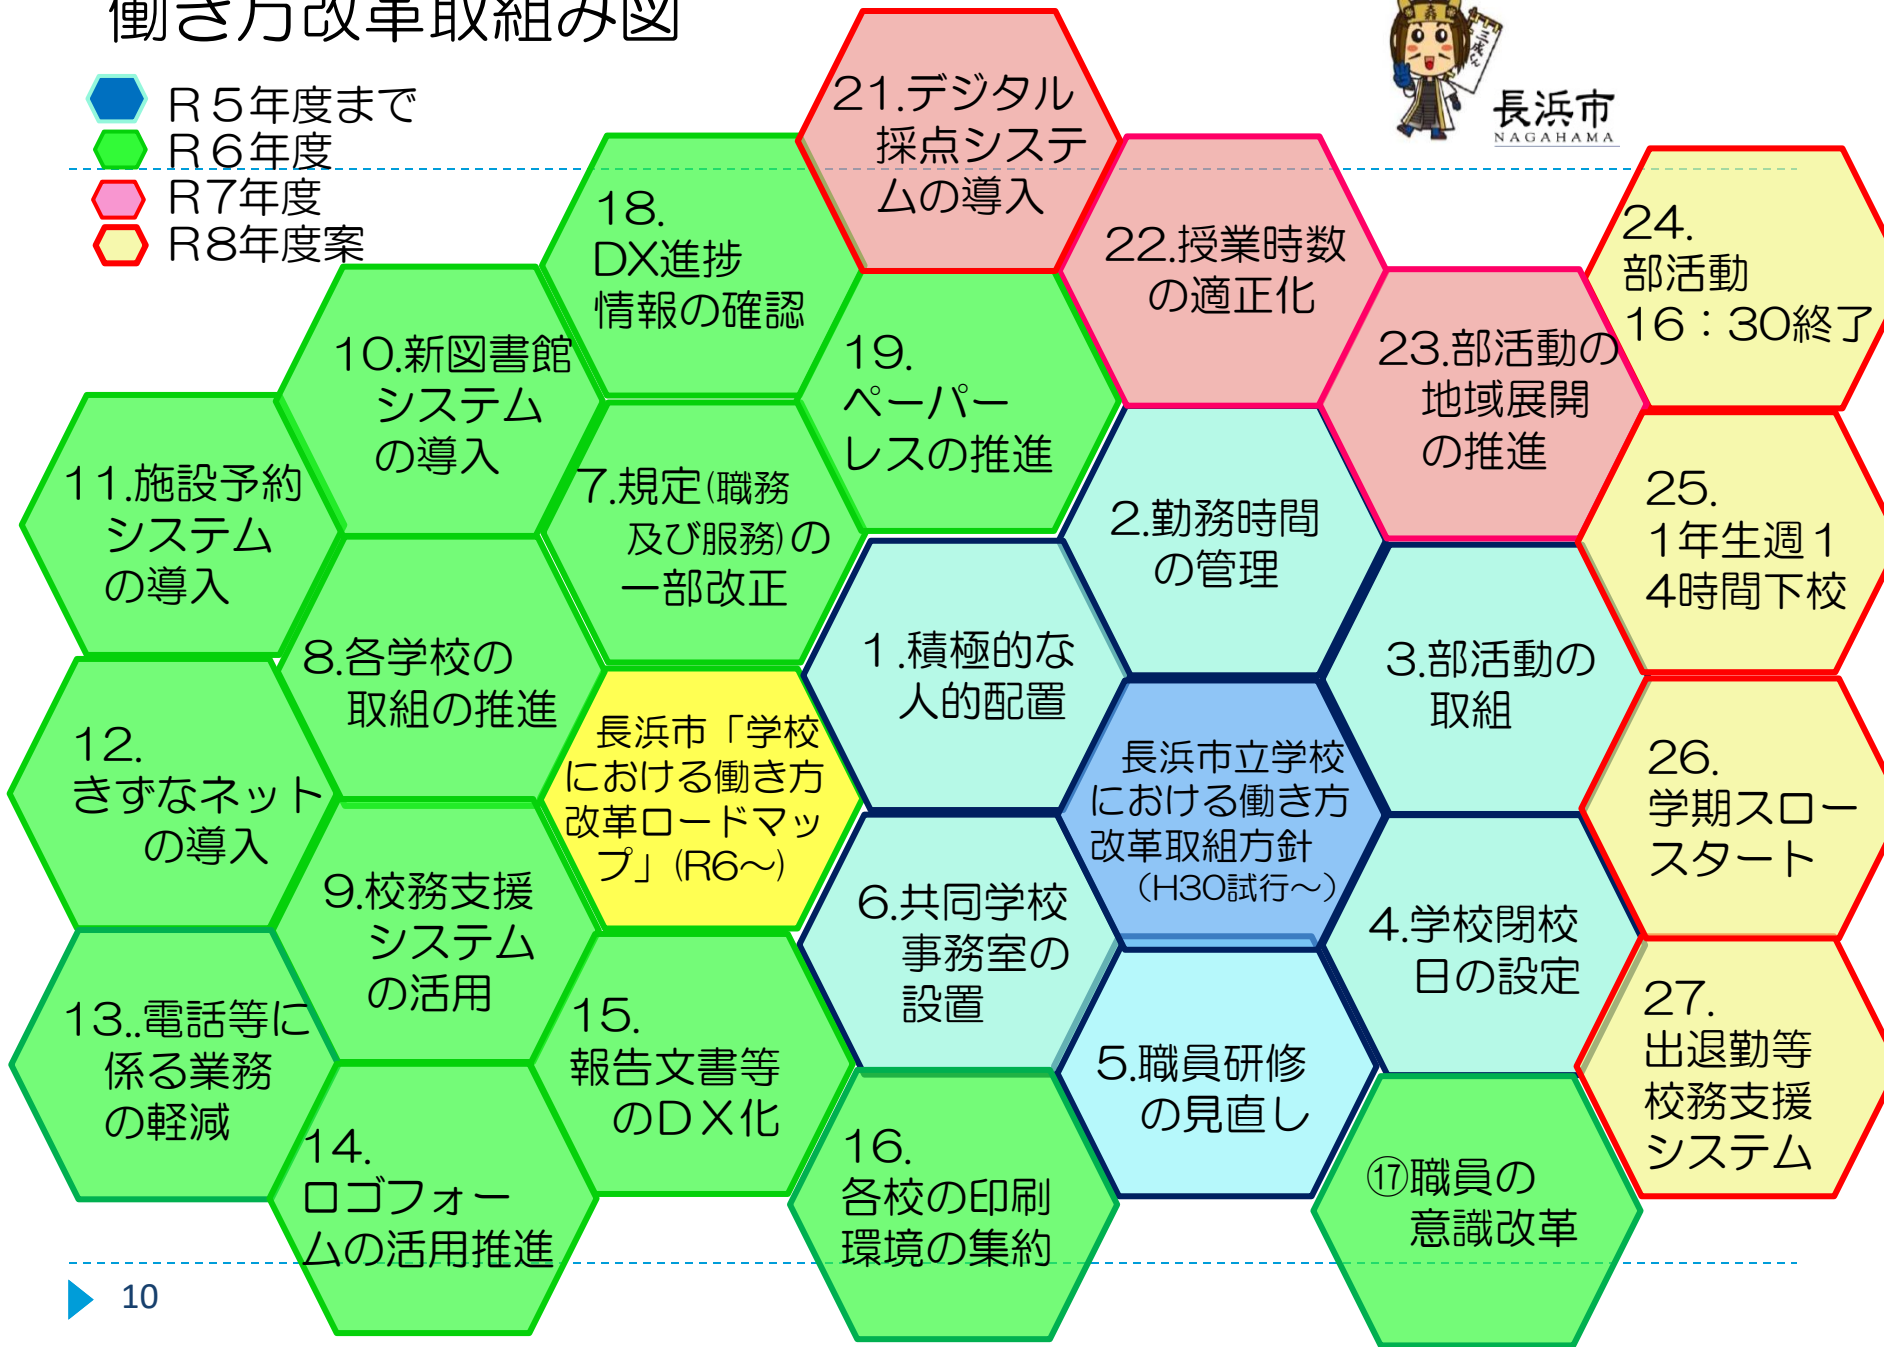 働き方改革取組み図
R5年度まで
R6年度
R7年度
R8年度案
三成くん
長浜市
NAGAHAMA
21.デジタル
採点システ
ムの導入
18.
DX進捗
情報の確認
22.授業時数
の適正化
24.
部活動
16：30終了
10.新図書館
システム
の導入
19.
ペーパー
レスの推進
23.部活動の
地域展開
の推進
11.施設予約
システム
の導入
7.規定(職務
及び服務)の
一部改正
2.勤務時間
の管理
25.
1年生週1
4時間下校
8.各学校の
取組の推進
1.積極的な
人的配置
3.部活動の
取組
12.
きずなネット
の導入
長浜市「学校
における働き方
改革ロードマッ
プ」(R6～)
長浜市立学校
における働き方
改革取組方針
（H30試行～）
26.
学期スロー
スタート
9.校務支援
システム
の活用
6.共同学校
事務室の
設置
4.学校閉校
日の設定
13..電話等に
係る業務
の軽減
15.
報告文書等
のDX化
5.職員研修
の見直し
27.
出退勤等
校務支援
システム
14.
ロゴフォー
ムの活用推進
16.
各校の印刷
環境の集約
⑰職員の
意識改革
10